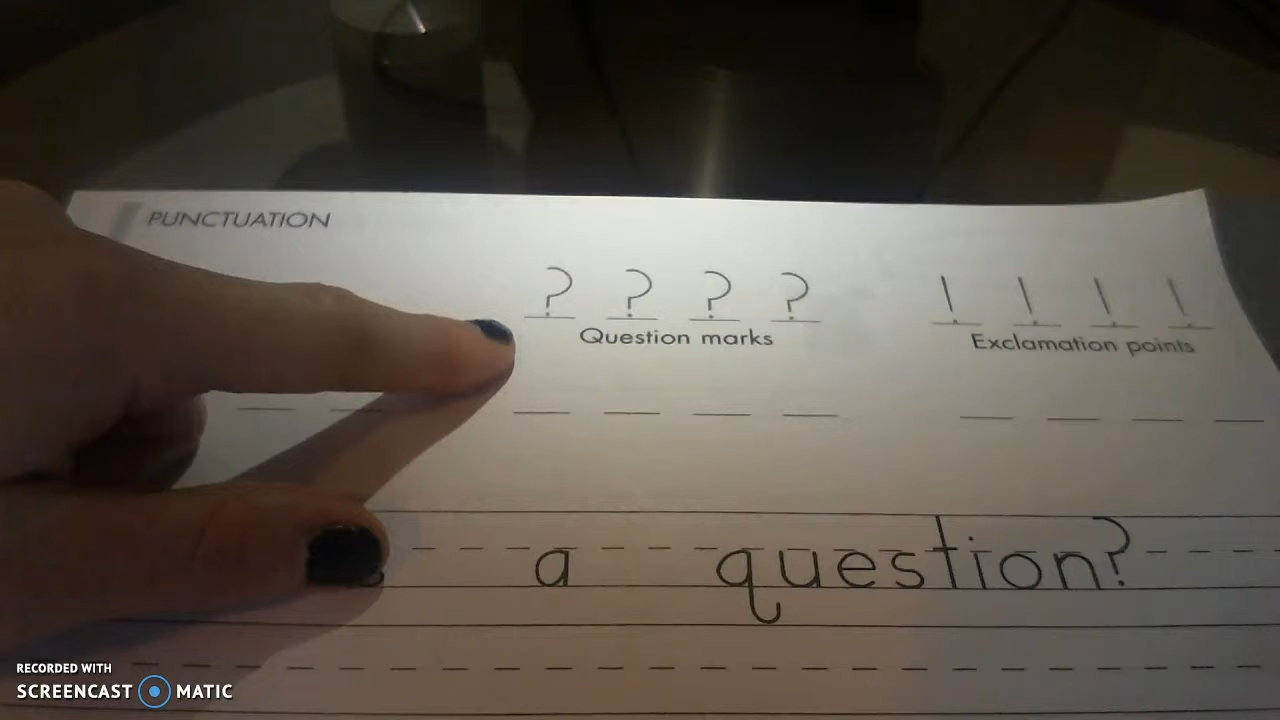 PUNCTUATION
? ? ? ? ! ! ! !
Question marks Exclamation points
a question?
RECORDED WITH
SCREENCAST MATIC